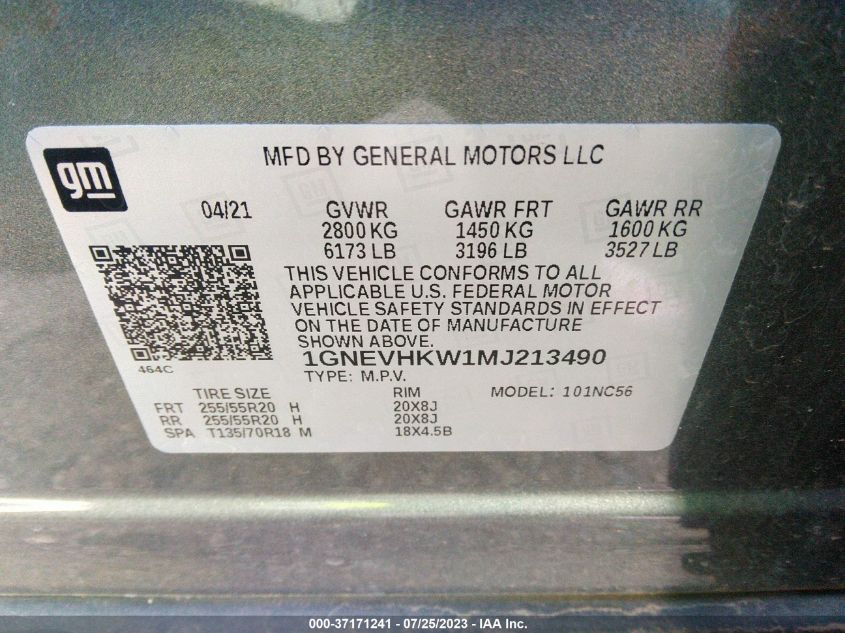 gm
MFD BY GENERAL MOTORS LLC
04/21 GVWR GAWR FRT GAWR RR
2800 KG 1450 KG 1600 KG
6173 LB 3196 LB 3527 LB
THIS VEHICLE CONFORMS TO ALL
APPLICABLE U.S. FEDERAL MOTOR
VEHICLE SAFETY STANDARDS IN EFFECT
ON THE DATE OF MANUFACTURE
SHOWN ABOVE.
464C
1GNEVHKW1MJ213490
TYPE: M.P.V. MODEL: 101NC56
TIRE SIZE RIM
FRT 255/55R20 H 20X8J
RR 255/55R20 H 20X8J
SPA T135/70R18 M 18X4.5B
000-37171241 / 07/25/2023 - IAA Inc.